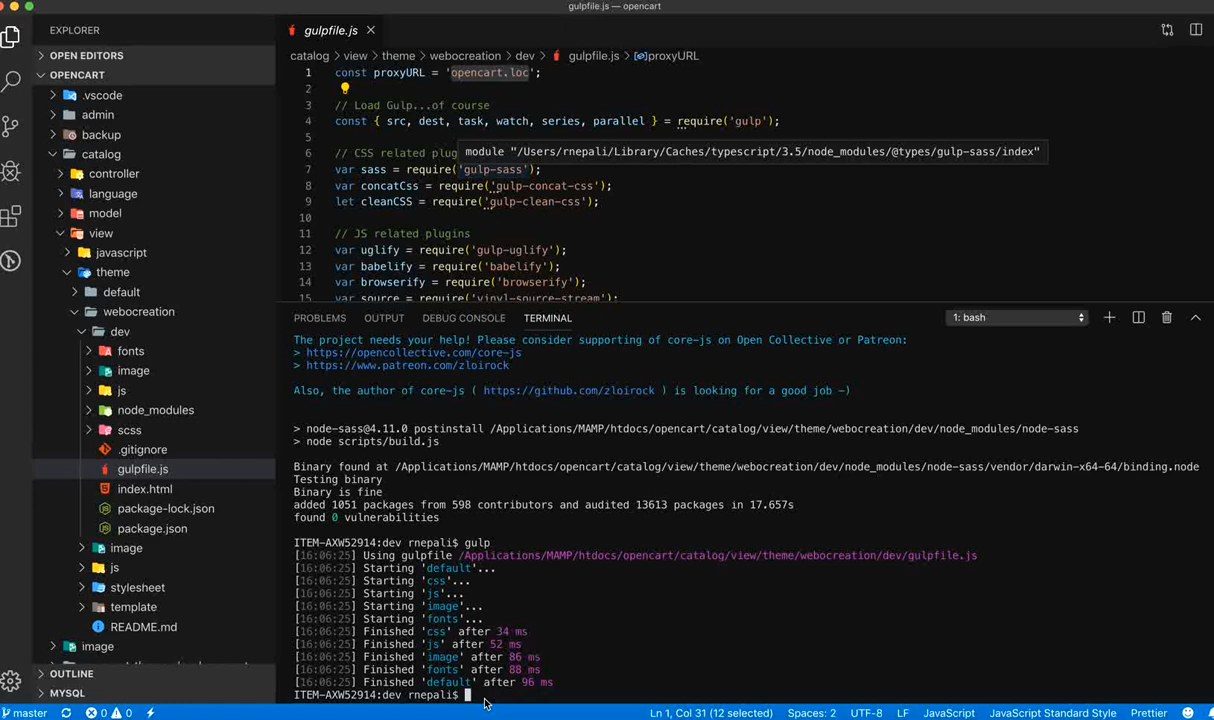 gulpfile.js — opencart
EXPLORER
OPEN EDITORS
OPENCART
.vscode
admin
backup
catalog
controller
language
model
view
javascript
theme
default
webocreation
dev
fonts
image
js
node_modules
scss
.gitignore
gulpfile.js
index.html
package-lock.json
package.json
image
js
stylesheet
template
README.md
image
OUTLINE
MYSQL
gulpfile.js
catalog > view > theme > webocreation > dev > gulpfile.js > proxyURL
1 const proxyURL = 'opencart.loc';
2
3 // Load Gulp...of course
4 const { src, dest, task, watch, series, parallel } = require('gulp');
5
6 // CSS related plug
module "/Users/rnepali/Library/Caches/typescript/3.5/node_modules/@types/gulp-sass/index"
7 var sass = require('gulp-sass');
8 var concatCss = require('gulp-concat-css');
9 let cleanCSS = require('gulp-clean-css');
10
11 // JS related plugins
12 var uglify = require('gulp-uglify');
13 var babelify = require('babelify');
14 var browserify = require('browserify');
15 var source = require('vinyl-source-stream');
PROBLEMS OUTPUT DEBUG CONSOLE TERMINAL 1: bash
The project needs your help! Please consider supporting of core-js on Open Collective or Patreon:
> https://opencollective.com/core-js
> https://www.patreon.com/zloirock
Also, the author of core-js ( https://github.com/zloirock ) is looking for a good job -)
> node-sass@4.11.0 postinstall /Applications/MAMP/htdocs/opencart/catalog/view/theme/webocreation/dev/node_modules/node-sass
> node scripts/build.js
Binary found at /Applications/MAMP/htdocs/opencart/catalog/view/theme/webocreation/dev/node_modules/node-sass/vendor/darwin-x64-64/binding.node
Testing binary
Binary is fine
added 1051 packages from 598 contributors and audited 13613 packages in 17.657s
found 0 vulnerabilities
ITEM-AXW52914:dev rnepali$ gulp
[16:06:25] Using gulpfile /Applications/MAMP/htdocs/opencart/catalog/view/theme/webocreation/dev/gulpfile.js
[16:06:25] Starting 'default'...
[16:06:25] Starting 'css'...
[16:06:25] Starting 'js'...
[16:06:25] Starting 'image'...
[16:06:25] Starting 'fonts'...
[16:06:25] Finished 'css' after 34 ms
[16:06:25] Finished 'js' after 52 ms
[16:06:25] Finished 'image' after 86 ms
[16:06:25] Finished 'fonts' after 88 ms
[16:06:25] Finished 'default' after 96 ms
ITEM-AXW52914:dev rnepali$
master 0 0 Ln 1, Col 31 (12 selected) Spaces: 2 UTF-8 LF JavaScript JavaScript Standard Style Prettier